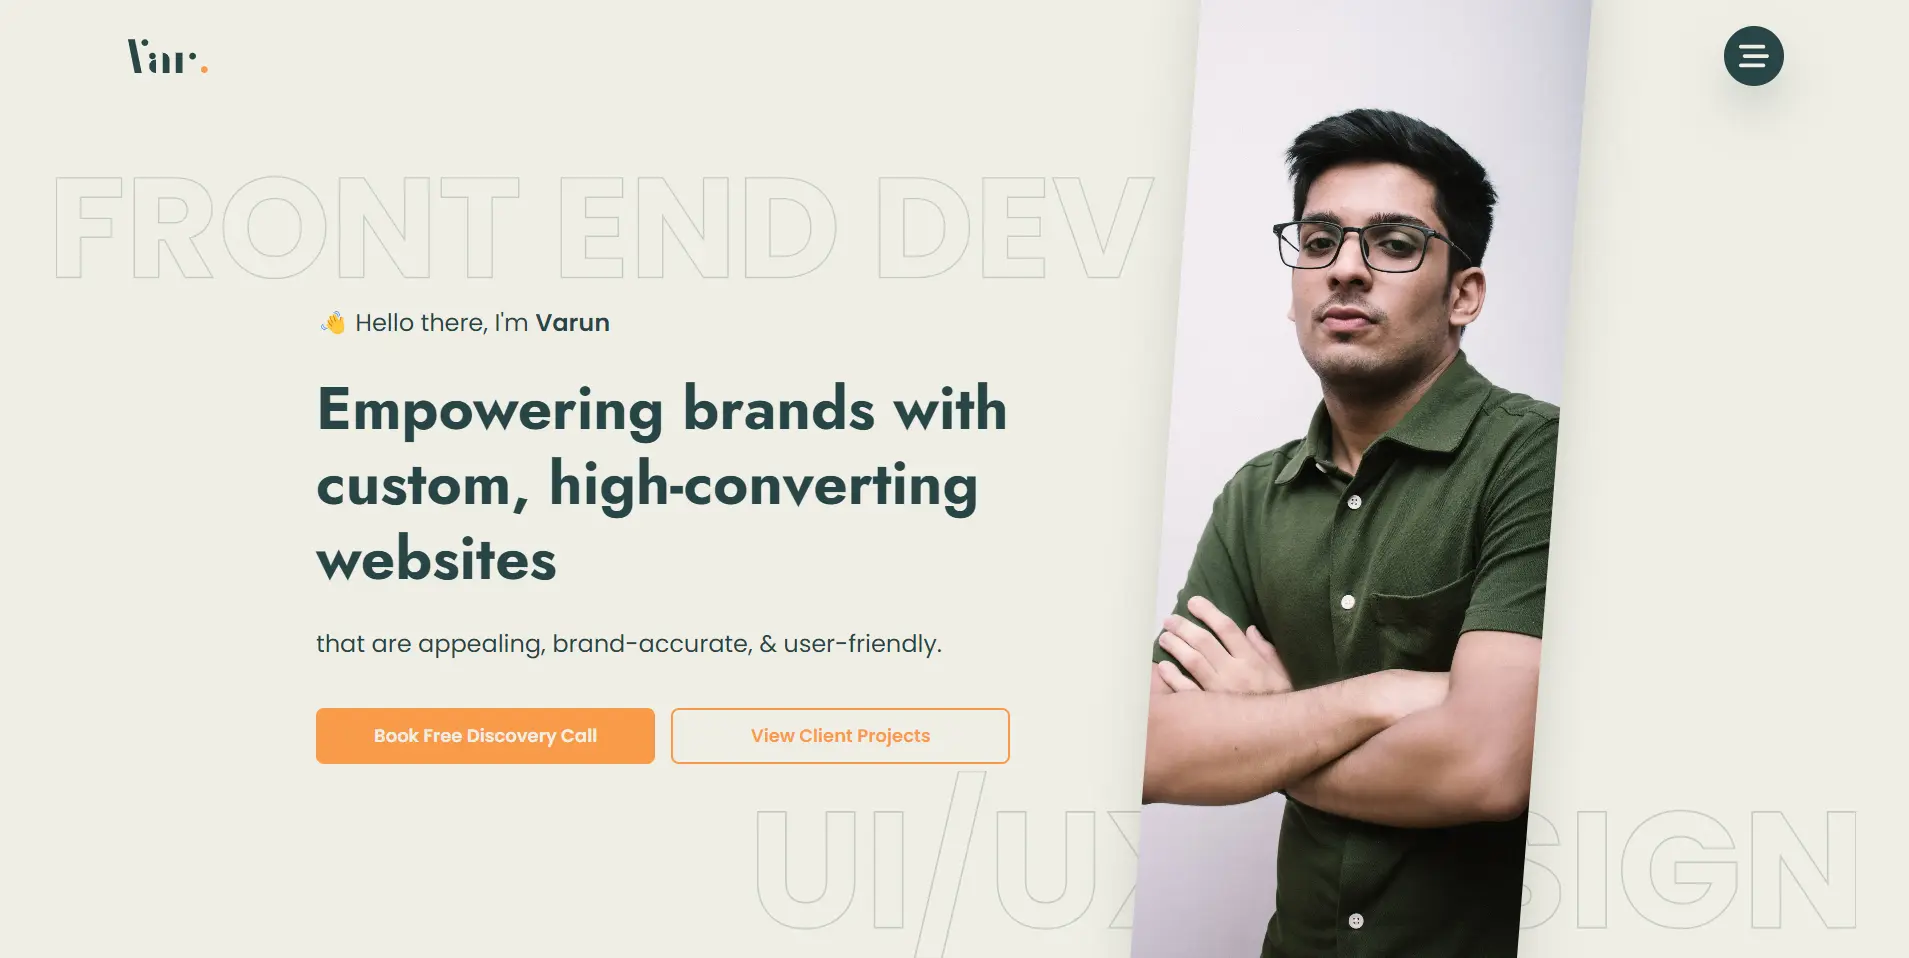 Var.
FRONT END DEV
👋 Hello there, I'm Varun
Empowering brands with
custom, high-converting
websites
that are appealing, brand-accurate, & user-friendly.
Book Free Discovery Call
View Client Projects
UI/UX SIGN